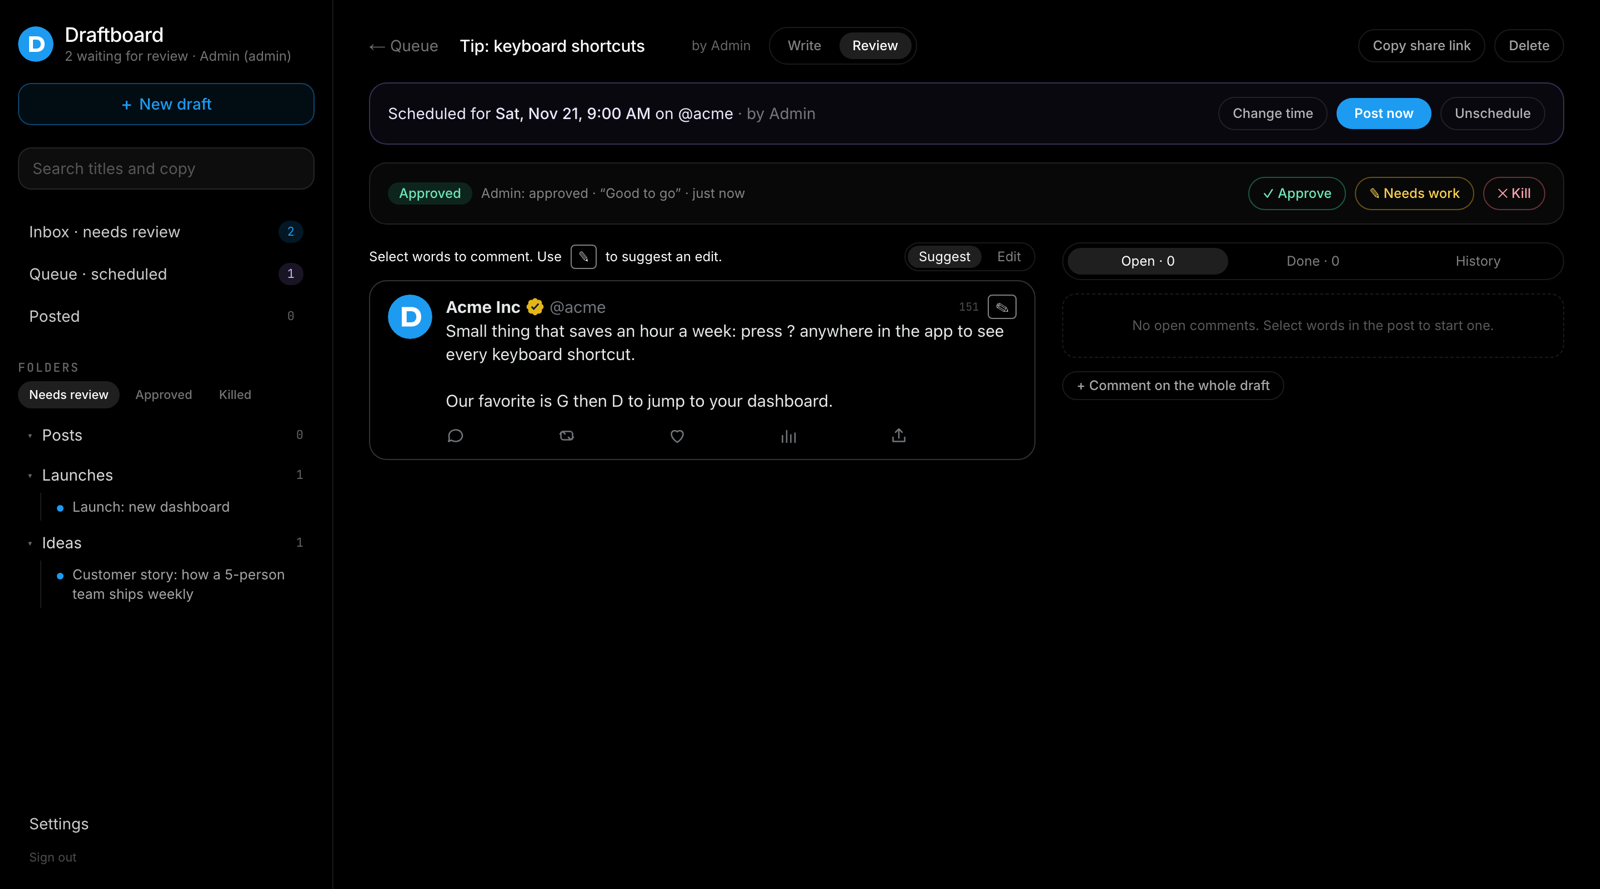 D
Draftboard
2 waiting for review · Admin (admin)
+ New draft
Search titles and copy
Inbox · needs review 2
Queue · scheduled 1
Posted 0
FOLDERS
Needs review Approved Killed
Posts 0
Launches 1
Launch: new dashboard
Ideas 1
Customer story: how a 5-person
team ships weekly
Settings
Sign out
← Queue Tip: keyboard shortcuts by Admin Write Review Copy share link Delete
Scheduled for Sat, Nov 21, 9:00 AM on @acme · by Admin Change time Post now Unschedule
Approved Admin: approved · “Good to go” · just now ✓ Approve ✎ Needs work ✕ Kill
Select words to comment. Use ✎ to suggest an edit. Suggest Edit
D
Acme Inc @acme 151 ✎
Small thing that saves an hour a week: press ? anywhere in the app to see
every keyboard shortcut.
Our favorite is G then D to jump to your dashboard.
Open · 0 Done · 0 History
No open comments. Select words in the post to start one.
+ Comment on the whole draft